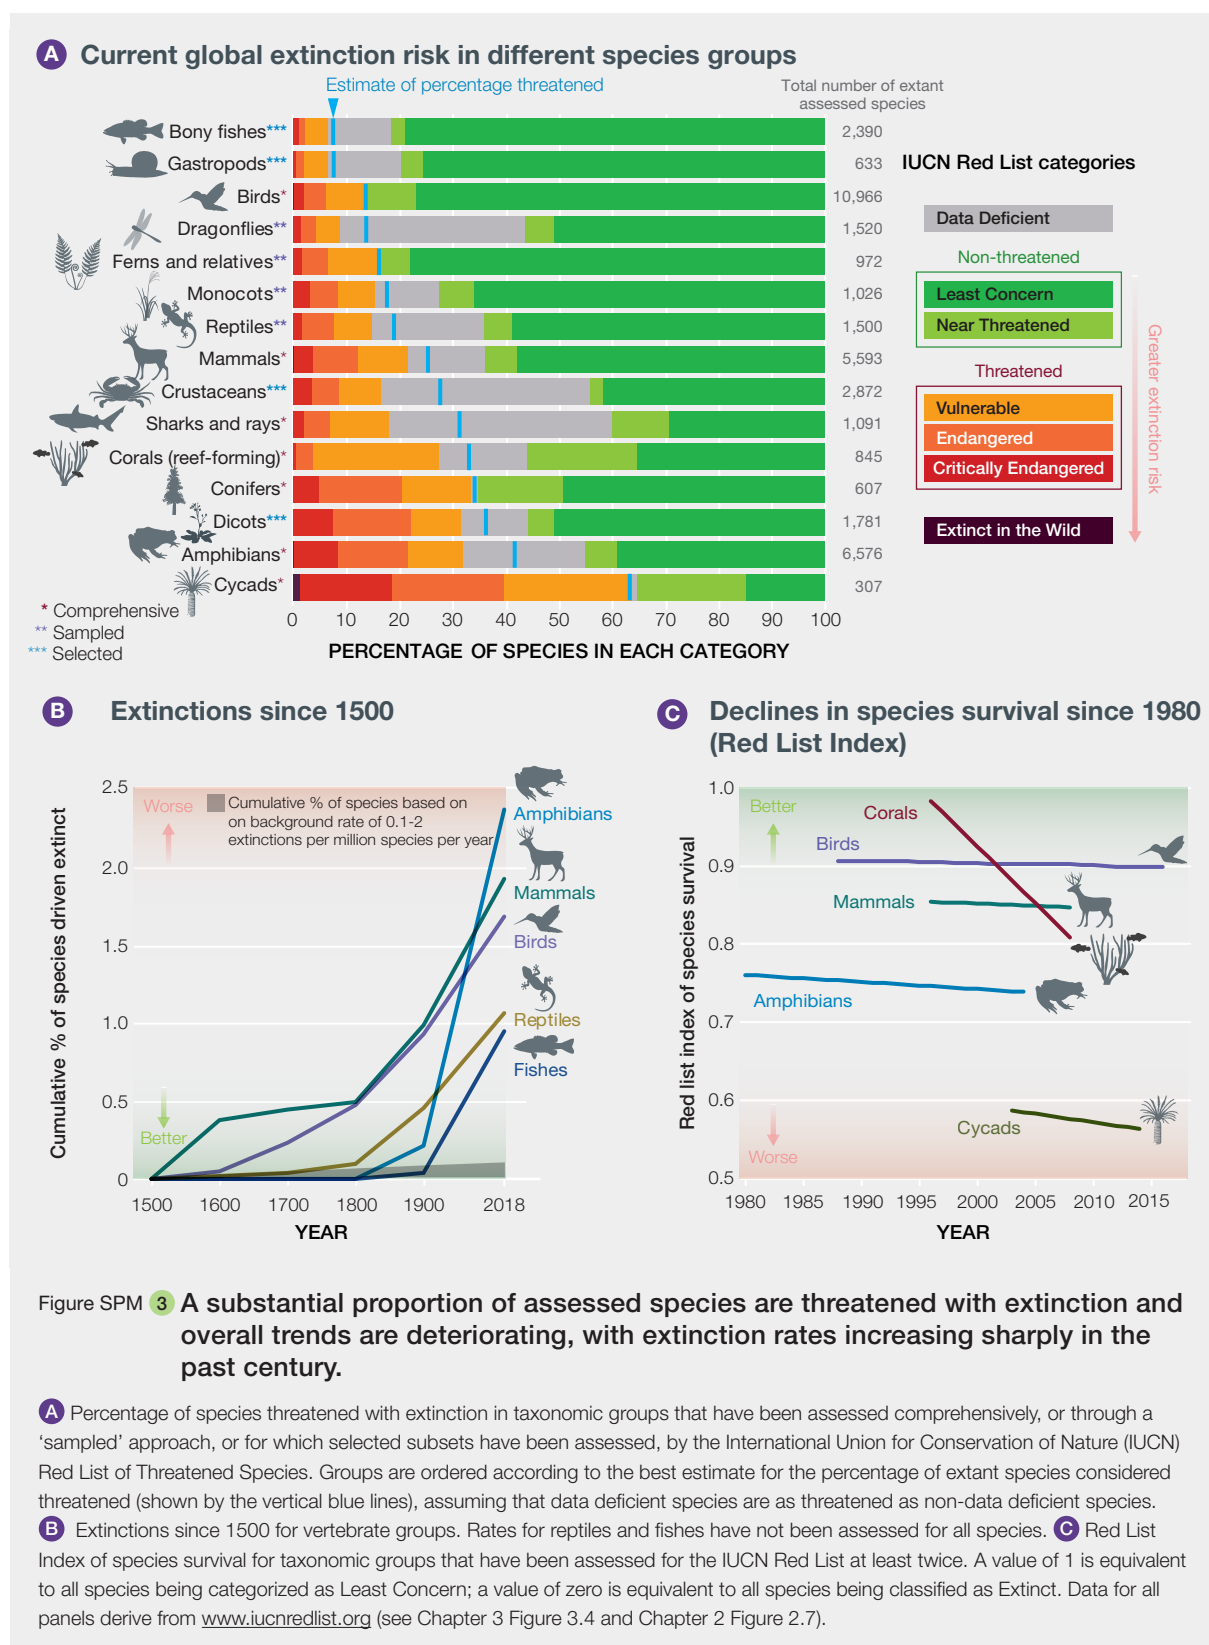 A Current global extinction risk in different species groups
Estimate of percentage threatened
Total number of extant
assessed species
Bony fishes*** 2,390
Gastropods*** 633
Birds* 10,966
Dragonflies** 1,520
Ferns and relatives** 972
Monocots** 1,026
Reptiles** 1,500
Mammals* 5,593
Crustaceans*** 2,872
Sharks and rays* 1,091
Corals (reef-forming)* 845
Conifers* 607
Dicots*** 1,781
Amphibians* 6,576
Cycads* 307
* Comprehensive
** Sampled
*** Selected
0 10 20 30 40 50 60 70 80 90 100
PERCENTAGE OF SPECIES IN EACH CATEGORY
IUCN Red List categories
Data Deficient
Non-threatened
Least Concern
Near Threatened
Threatened
Vulnerable
Endangered
Critically Endangered
Extinct in the Wild
Greater extinction risk
B Extinctions since 1500
Cumulative % of species driven extinct
2.5
2.0
1.5
1.0
0.5
0
Worse
Cumulative % of species based on
on background rate of 0.1-2
extinctions per million species per year
Better
Amphibians
Mammals
Birds
Reptiles
Fishes
1500 1600 1700 1800 1900 2018
YEAR
C Declines in species survival since 1980
(Red List Index)
Red list index of species survival
1.0
0.9
0.8
0.7
0.6
0.5
Better
Corals
Birds
Mammals
Amphibians
Cycads
Worse
1980 1985 1990 1995 2000 2005 2010 2015
YEAR
Figure SPM 3 A substantial proportion of assessed species are threatened with extinction and
overall trends are deteriorating, with extinction rates increasing sharply in the
past century.
A Percentage of species threatened with extinction in taxonomic groups that have been assessed comprehensively, or through a
‘sampled’ approach, or for which selected subsets have been assessed, by the International Union for Conservation of Nature (IUCN)
Red List of Threatened Species. Groups are ordered according to the best estimate for the percentage of extant species considered
threatened (shown by the vertical blue lines), assuming that data deficient species are as threatened as non-data deficient species.
B Extinctions since 1500 for vertebrate groups. Rates for reptiles and fishes have not been assessed for all species. C Red List
Index of species survival for taxonomic groups that have been assessed for the IUCN Red List at least twice. A value of 1 is equivalent
to all species being categorized as Least Concern; a value of zero is equivalent to all species being classified as Extinct. Data for all
panels derive from www.iucnredlist.org (see Chapter 3 Figure 3.4 and Chapter 2 Figure 2.7).